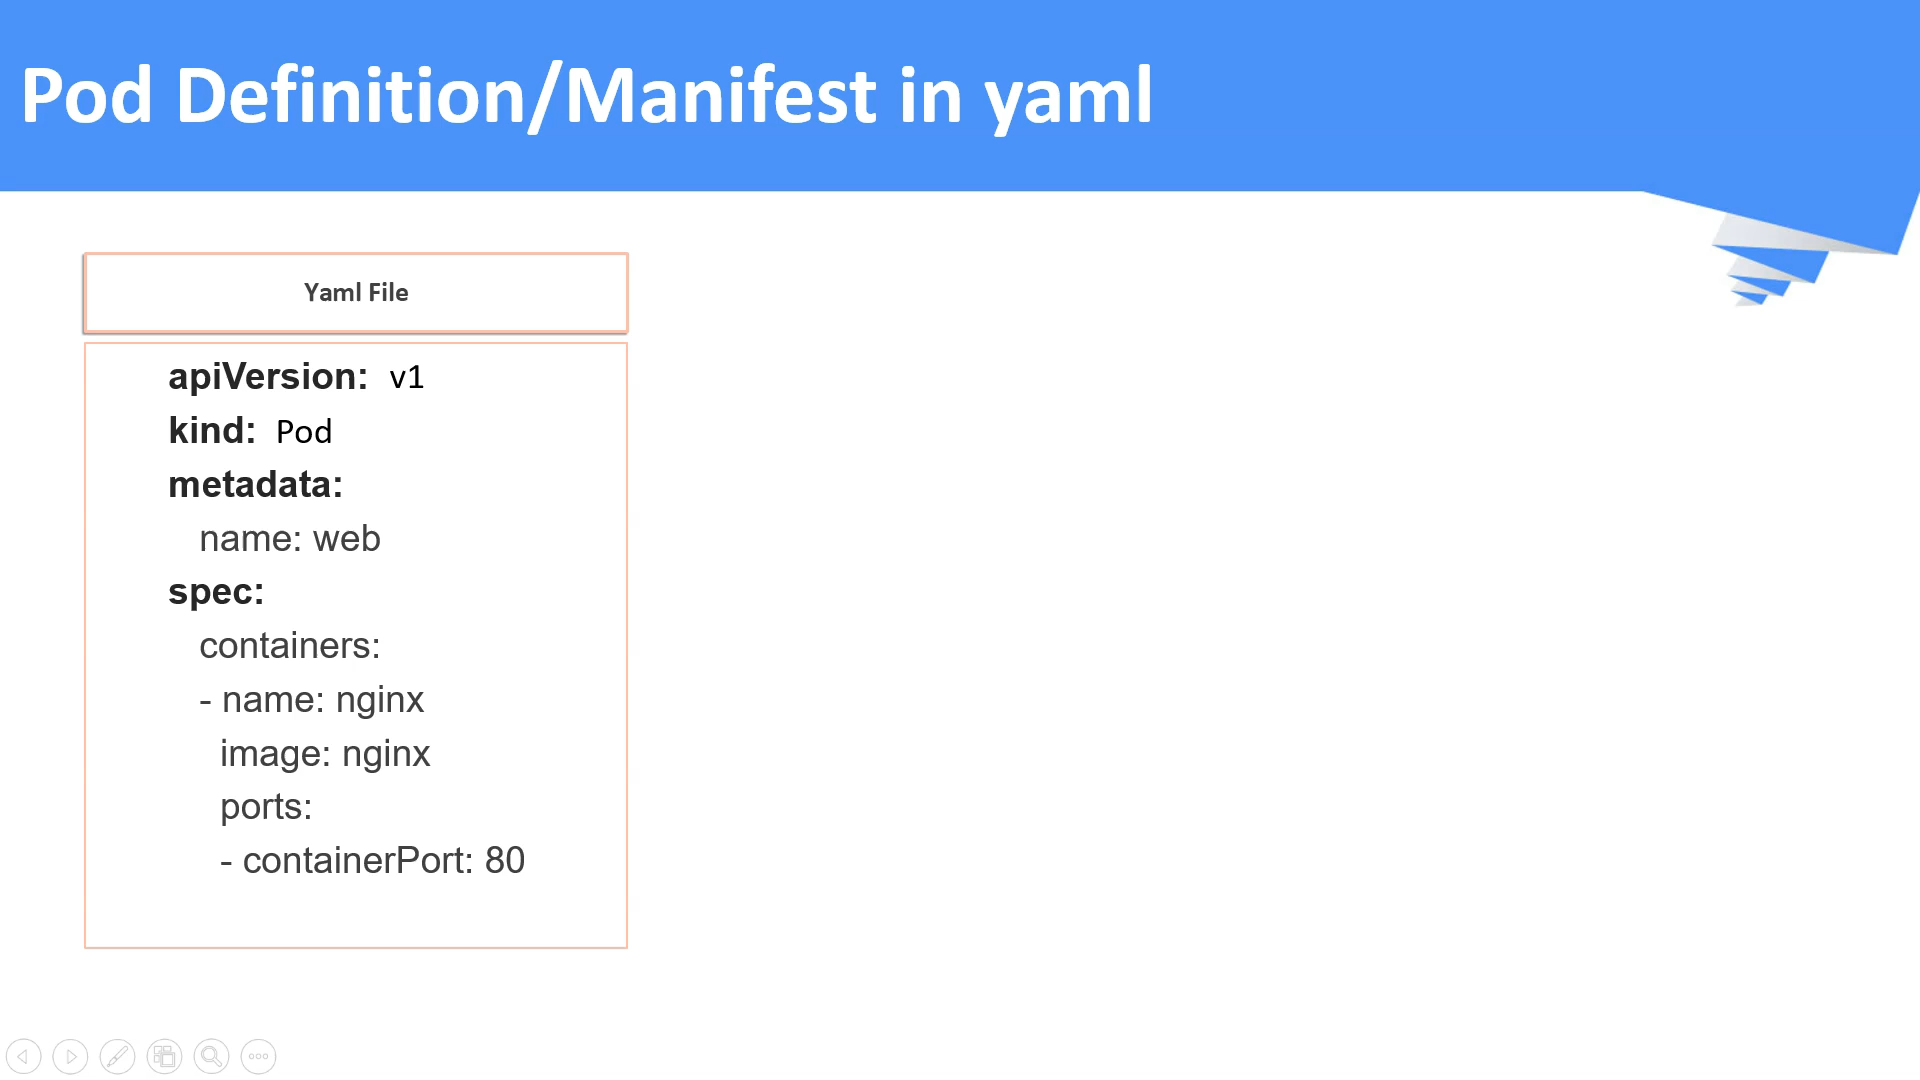 Pod Definition/Manifest in yaml
Yaml File
apiVersion: v1
kind: Pod
metadata:
name: web
spec:
containers:
- name: nginx
image: nginx
ports:
- containerPort: 80